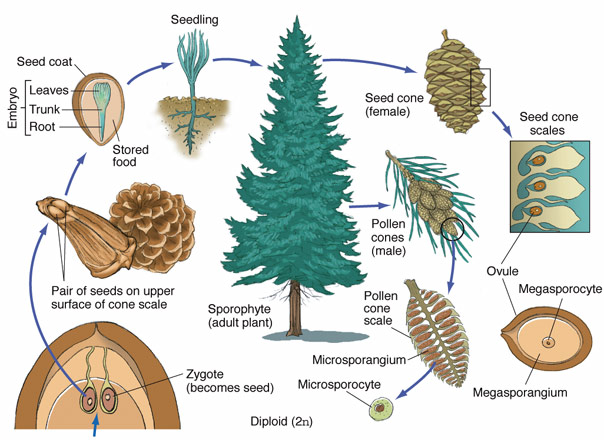 Seedling
Seed coat
Embryo
Leaves
Trunk
Root
Stored
food
Seed cone
(female)
Seed cone
scales
Pollen
cones
(male)
Pair of seeds on upper
surface of cone scale
Sporophyte
(adult plant)
Pollen
cone
scale
Ovule
Megasporocyte
Microsporangium
Microsporocyte
Megasporangium
Zygote
(becomes seed)
Diploid (2n)